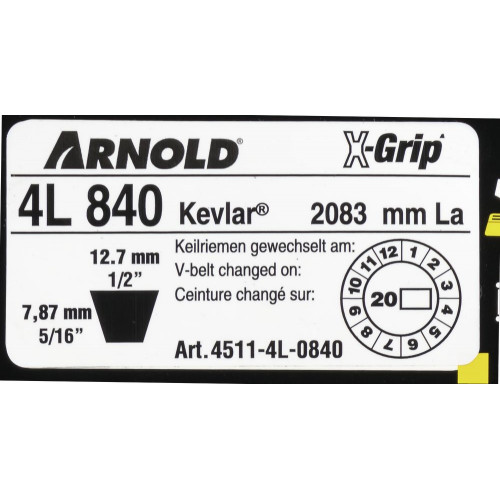 ARNOLD® X-Grip
4L 840 Kevlar® 2083 mm La
12.7 mm
1/2”
7,87 mm
5/16”
Keilriemen gewechselt am:
V-belt changed on:
Ceinture changé sur:
Art. 4511-4L-0840
1 2 3 4 5 6 7 8 9 10 11 12
20